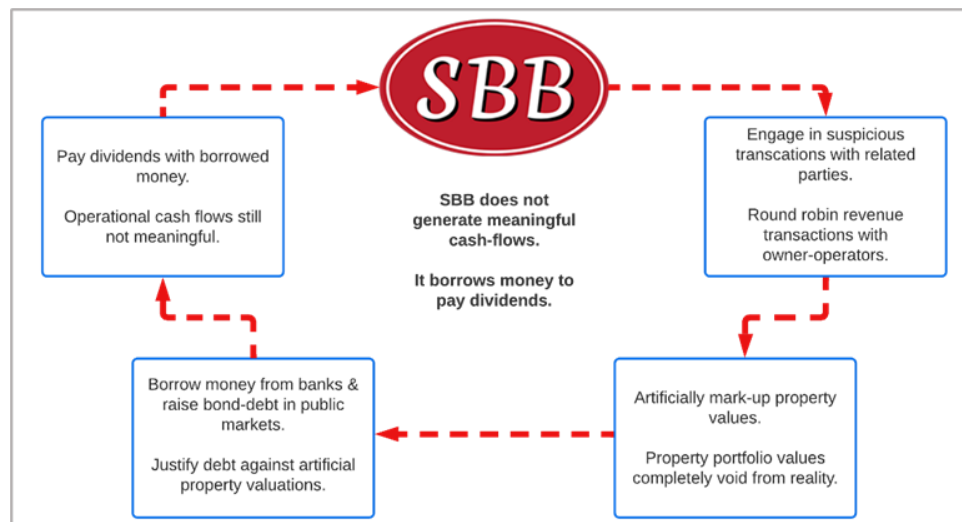 SBB
Pay dividends with borrowed
money.
Operational cash flows still
not meaningful.
SBB does not
generate meaningful
cash-flows.
It borrows money to
pay dividends.
Engage in suspicious
transcations with related
parties.
Round robin revenue
transactions with
owner-operators.
Borrow money from banks &
raise bond-debt in public
markets.
Justify debt against artificial
property valuations.
Artificially mark-up property
values.
Property portfolio values
completely void from reality.